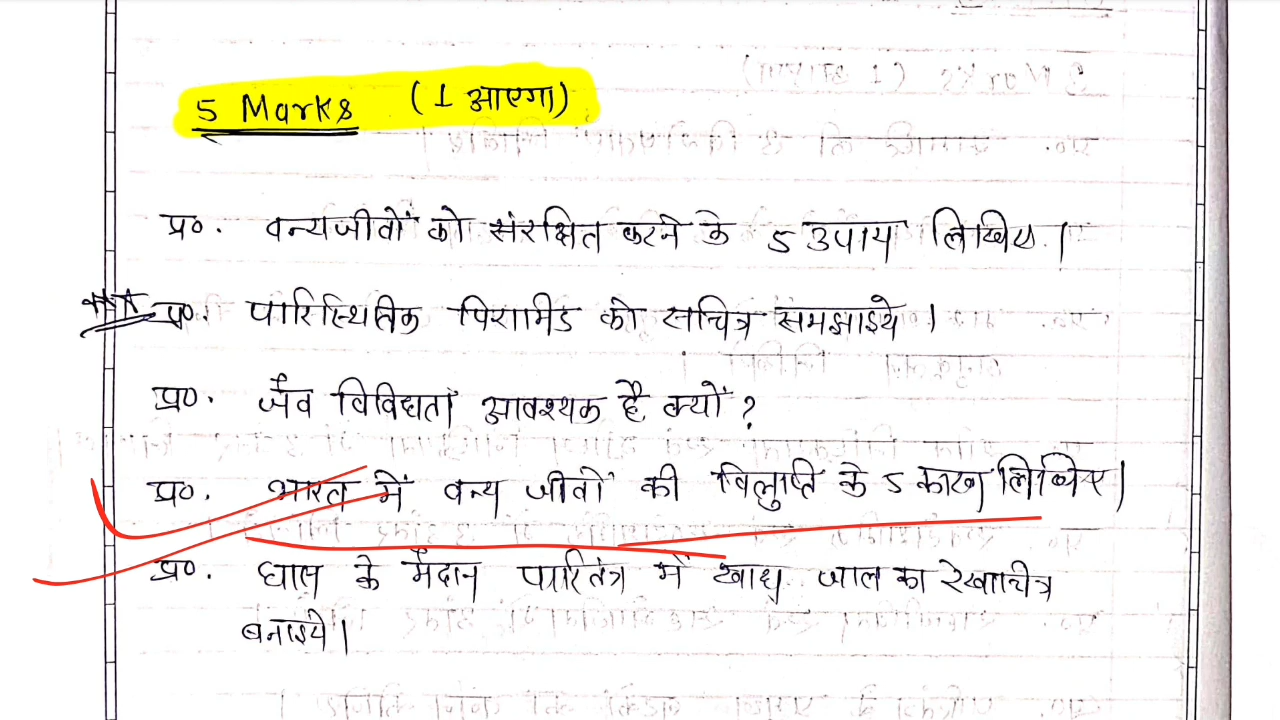 5 Marks (1 आएगा)
प्र०. वन्यजीवों को संरक्षित करने के 5 उपाय लिखिए।
प्र०. पारिस्थितिक पिरामिड को सचित्र समझाइये।
प्र०. जैव विविधता आवश्यक है क्यों?
प्र०. भारत में वन्य जीवों की विलुप्ति के 5 कारण लिखिए।
प्र०. घास के मैदान पारितंत्र में खाद्य जाल का रेखाचित्र
बनाइये।